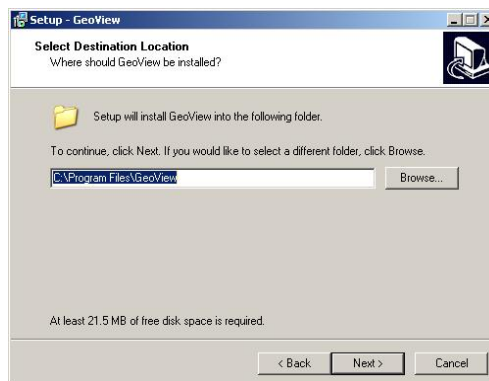 Setup - GeoView
Select Destination Location
Where should GeoView be installed?
Setup will install GeoView into the following folder.
To continue, click Next. If you would like to select a different folder, click Browse.
C:\Program Files\GeoView
Browse...
At least 21.5 MB of free disk space is required.
< Back
Next >
Cancel